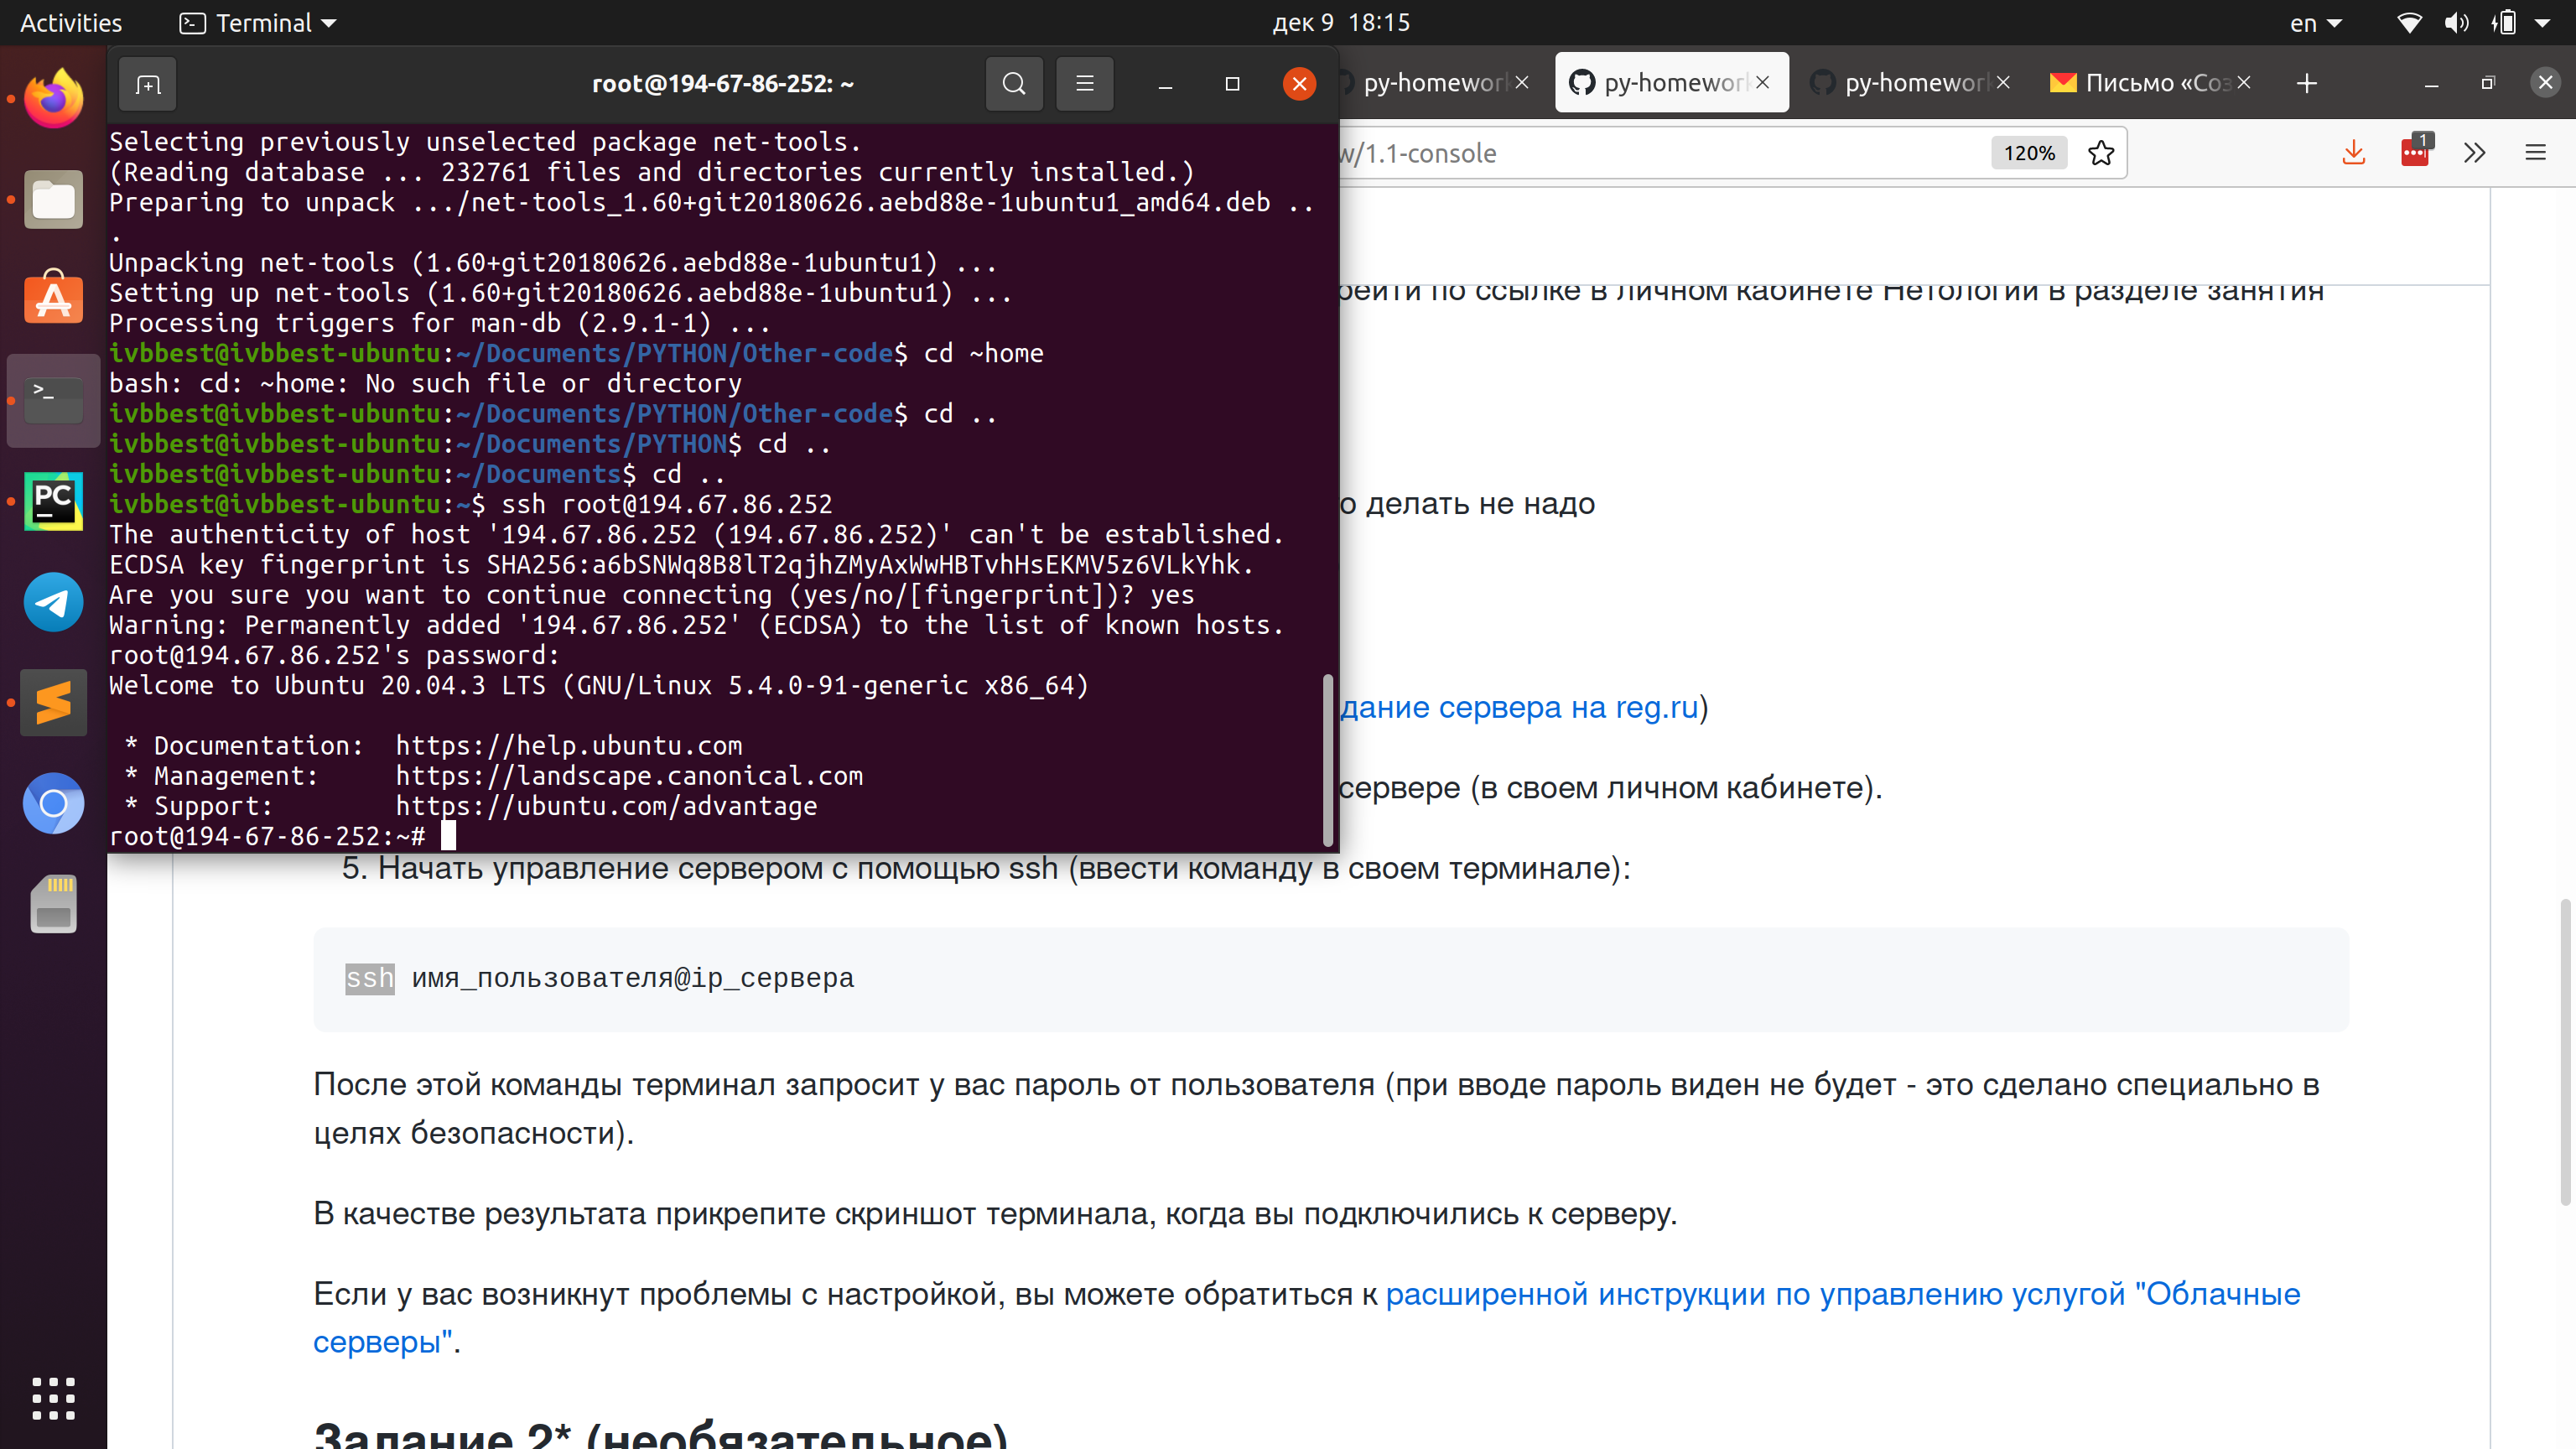 Activities
Terminal
дек 9 18:15
en
root@194-67-86-252: ~
py-homework
py-homework
py-homework
Письмо «Соз
w/1.1-console
120%
1
Selecting previously unselected package net-tools.
(Reading database ... 232761 files and directories currently installed.)
Preparing to unpack .../net-tools_1.60+git20180626.aebd88e-1ubuntu1_amd64.deb ..
.
Unpacking net-tools (1.60+git20180626.aebd88e-1ubuntu1) ...
Setting up net-tools (1.60+git20180626.aebd88e-1ubuntu1) ...
Processing triggers for man-db (2.9.1-1) ...
ivbbest@ivbbest-ubuntu:~/Documents/PYTHON/Other-code$ cd ~home
bash: cd: ~home: No such file or directory
ivbbest@ivbbest-ubuntu:~/Documents/PYTHON/Other-code$ cd ..
ivbbest@ivbbest-ubuntu:~/Documents/PYTHON$ cd ..
ivbbest@ivbbest-ubuntu:~/Documents$ cd ..
ivbbest@ivbbest-ubuntu:~$ ssh root@194.67.86.252
The authenticity of host '194.67.86.252 (194.67.86.252)' can't be established.
ECDSA key fingerprint is SHA256:a6bSNWq8B8lT2qjhZMyAxWwHBTvhHsEKMV5z6VLkYhk.
Are you sure you want to continue connecting (yes/no/[fingerprint])? yes
Warning: Permanently added '194.67.86.252' (ECDSA) to the list of known hosts.
root@194.67.86.252's password:
Welcome to Ubuntu 20.04.3 LTS (GNU/Linux 5.4.0-91-generic x86_64)
* Documentation: https://help.ubuntu.com
* Management: https://landscape.canonical.com
* Support: https://ubuntu.com/advantage
root@194-67-86-252:~#
PC
рейти по ссылке в личном кабинете Нетологии в разделе занятия
о делать не надо
дание сервера на reg.ru)
сервере (в своем личном кабинете).
5. Начать управление сервером с помощью ssh (ввести команду в своем терминале):
ssh имя_пользователя@ip_сервера
После этой команды терминал запросит у вас пароль от пользователя (при вводе пароль виден не будет - это сделано специально в
целях безопасности).
В качестве результата прикрепите скриншот терминала, когда вы подключились к серверу.
Если у вас возникнут проблемы с настройкой, вы можете обратиться к расширенной инструкции по управлению услугой "Облачные
серверы".
Задание 2* (необязательное)